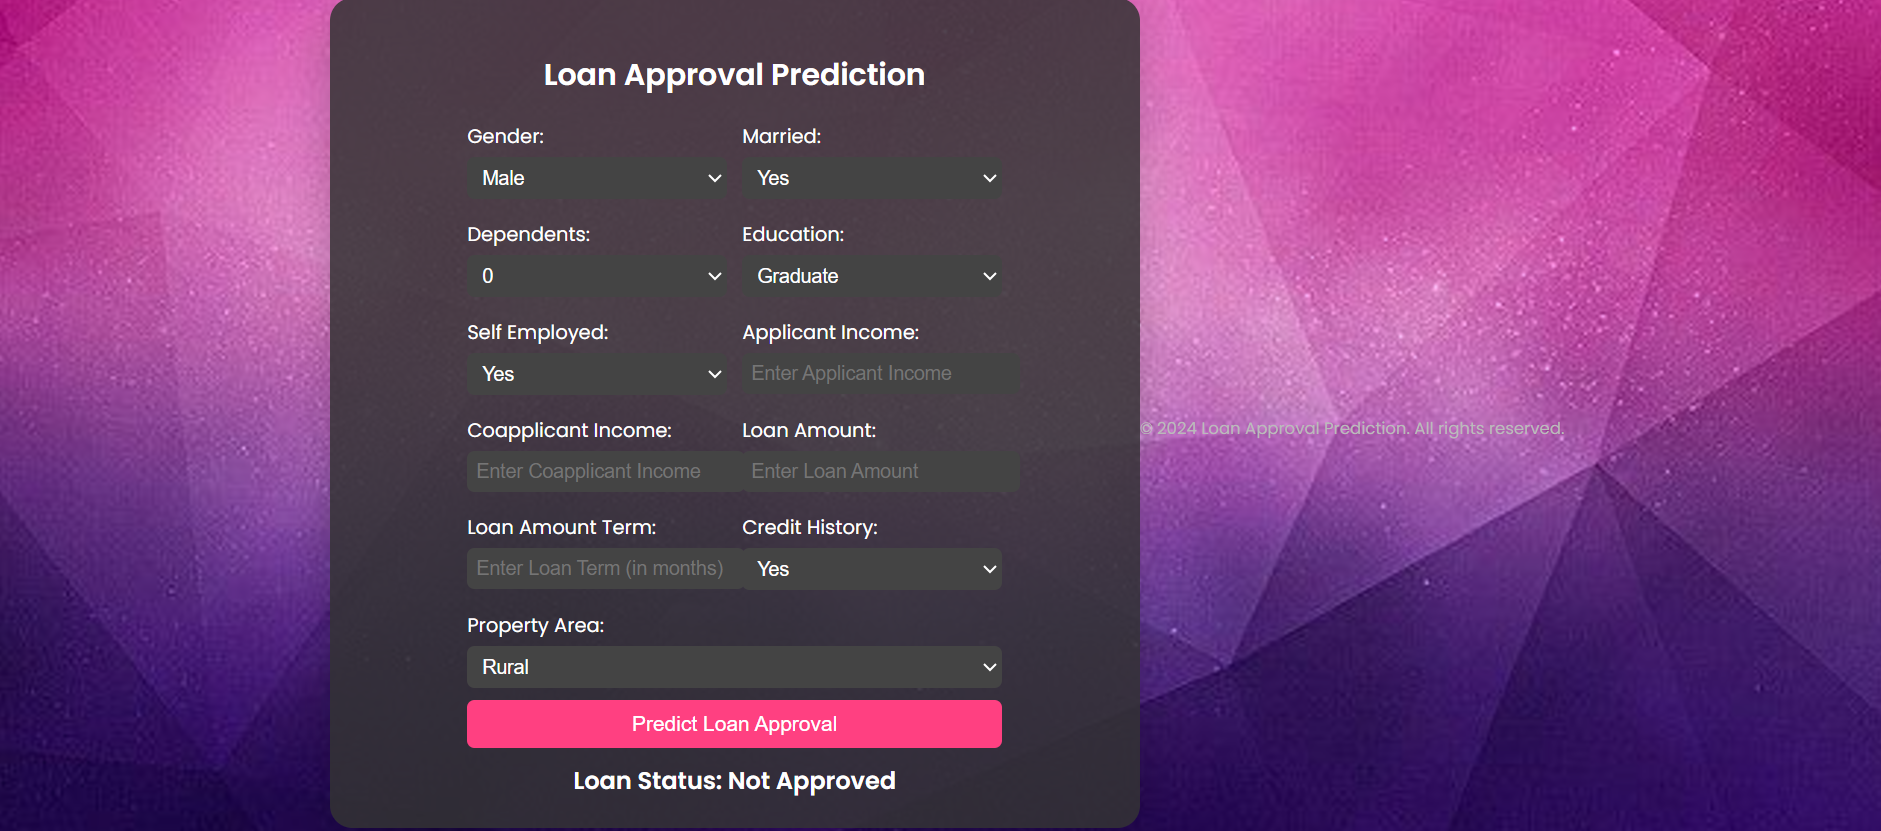 Loan Approval Prediction
Gender: Married:
Male Yes
Dependents: Education:
0 Graduate
Self Employed: Applicant Income:
Yes Enter Applicant Income
Coapplicant Income: Loan Amount:
Enter Coapplicant Income Enter Loan Amount
Loan Amount Term: Credit History:
Enter Loan Term (in months) Yes
Property Area:
Rural
Predict Loan Approval
Loan Status: Not Approved
© 2024 Loan Approval Prediction. All rights reserved.